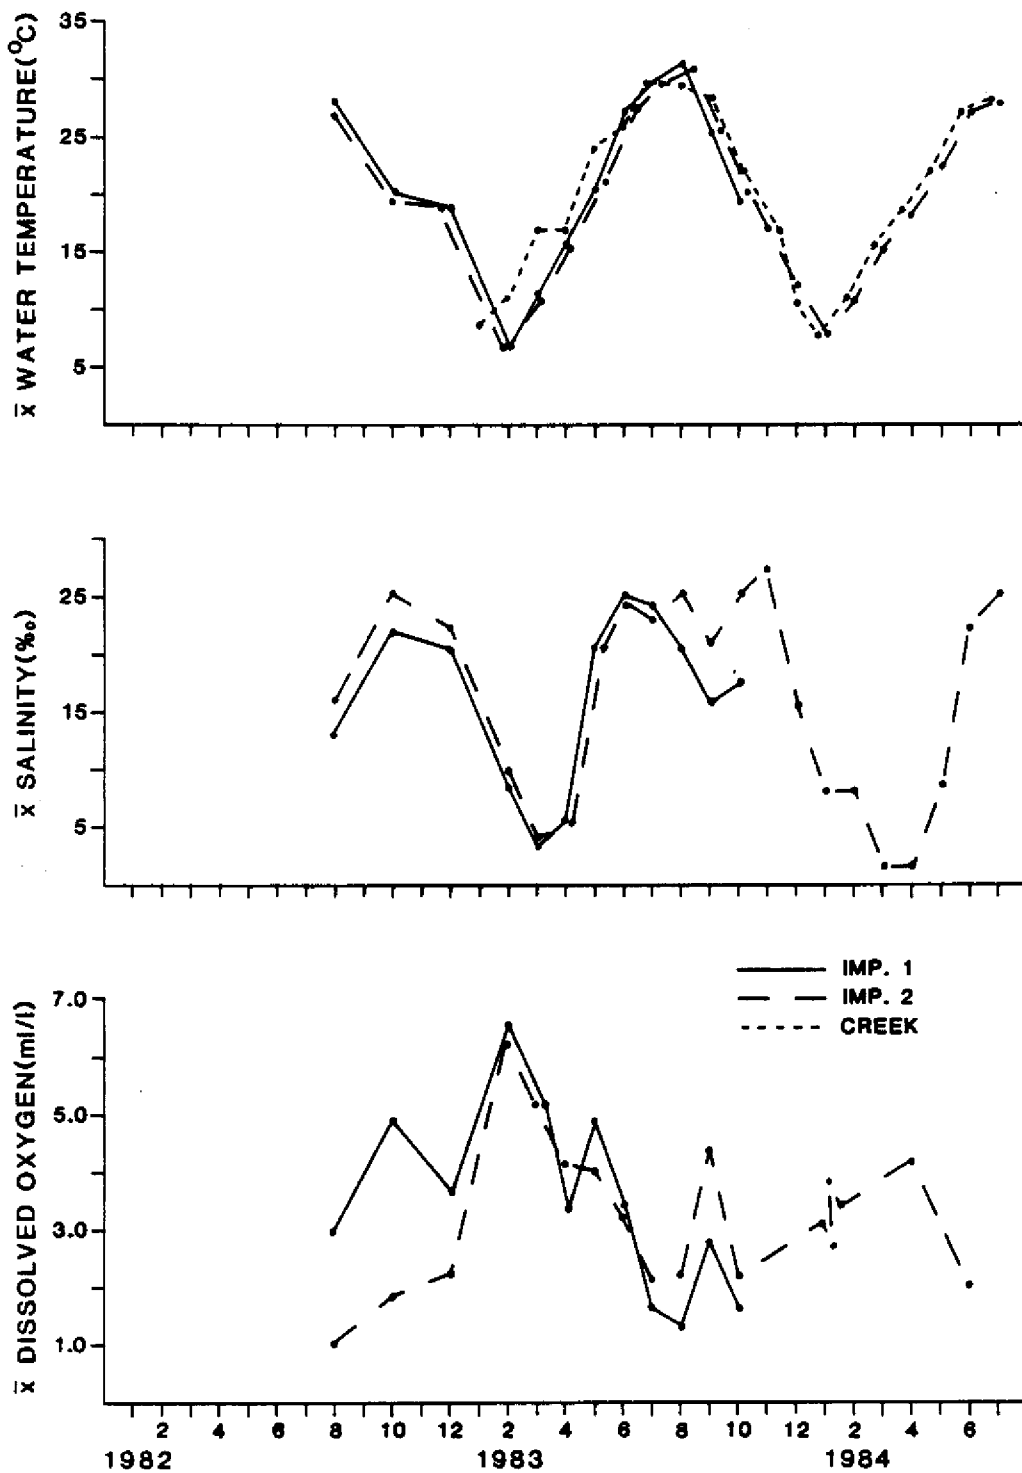 x̄ WATER TEMPERATURE(°C)
35
25
15
5
x̄ SALINITY(‰)
25
15
5
x̄ DISSOLVED OXYGEN(ml/l)
7.0
5.0
3.0
1.0
IMP. 1
IMP. 2
CREEK
2 4 6 8 10 12 2 4 6 8 10 12 2 4 6
1982 1983 1984